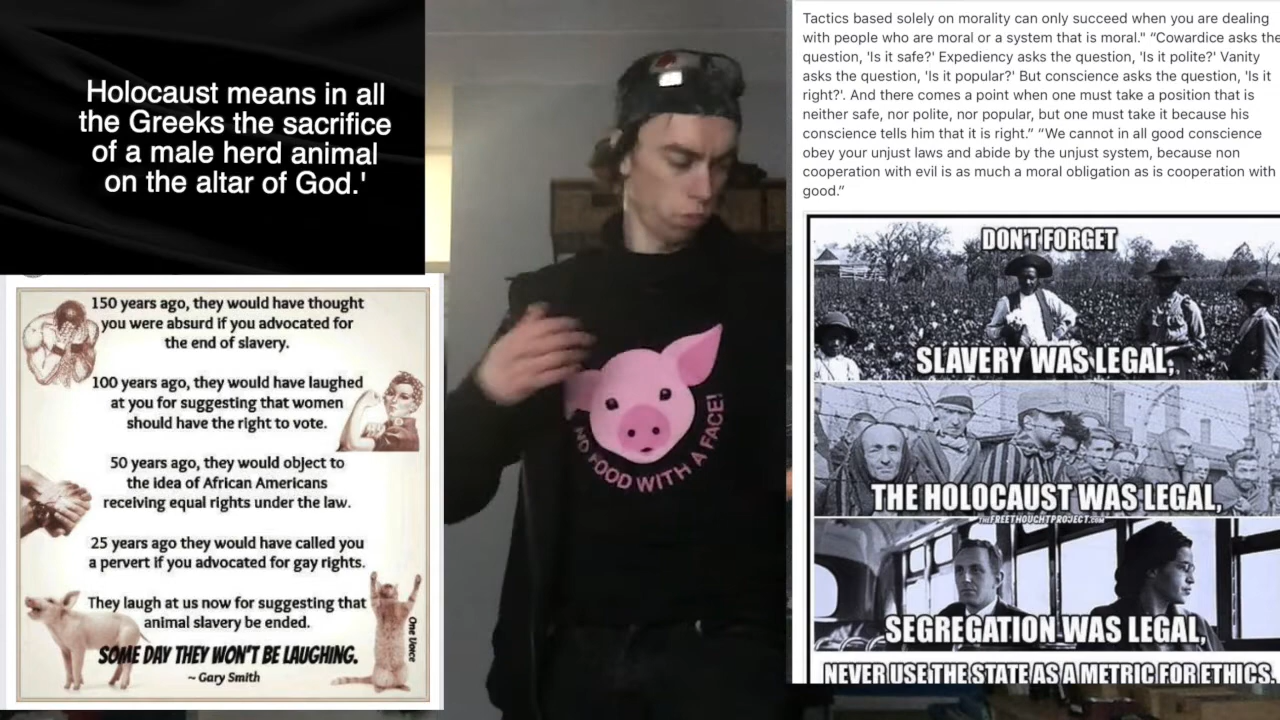 Holocaust means in all
the Greeks the sacrifice
of a male herd animal
on the altar of God.'
150 years ago, they would have thought
you were absurd if you advocated for
the end of slavery.
100 years ago, they would have laughed
at you for suggesting that women
should have the right to vote.
50 years ago, they would object to
the idea of African Americans
receiving equal rights under the law.
25 years ago they would have called you
a pervert if you advocated for gay rights.
They laugh at us now for suggesting that
animal slavery be ended.
SOME DAY THEY WON'T BE LAUGHING.
~ Gary Smith
One Voice
FOOD WITH A FACE!
Tactics based solely on morality can only succeed when you are dealing
with people who are moral or a system that is moral." “Cowardice asks the
question, 'Is it safe?' Expediency asks the question, 'Is it polite?' Vanity
asks the question, 'Is it popular?' But conscience asks the question, 'Is it
right?'. And there comes a point when one must take a position that is
neither safe, nor polite, nor popular, but one must take it because his
conscience tells him that it is right.” “We cannot in all good conscience
obey your unjust laws and abide by the unjust system, because non
cooperation with evil is as much a moral obligation as is cooperation with
good.”
DON'T FORGET
SLAVERY WAS LEGAL,
THE HOLOCAUST WAS LEGAL,
THEFREETHOUGHTPROJECT.COM
SEGREGATION WAS LEGAL,
NEVER USE THE STATE AS A METRIC FOR ETHICS.